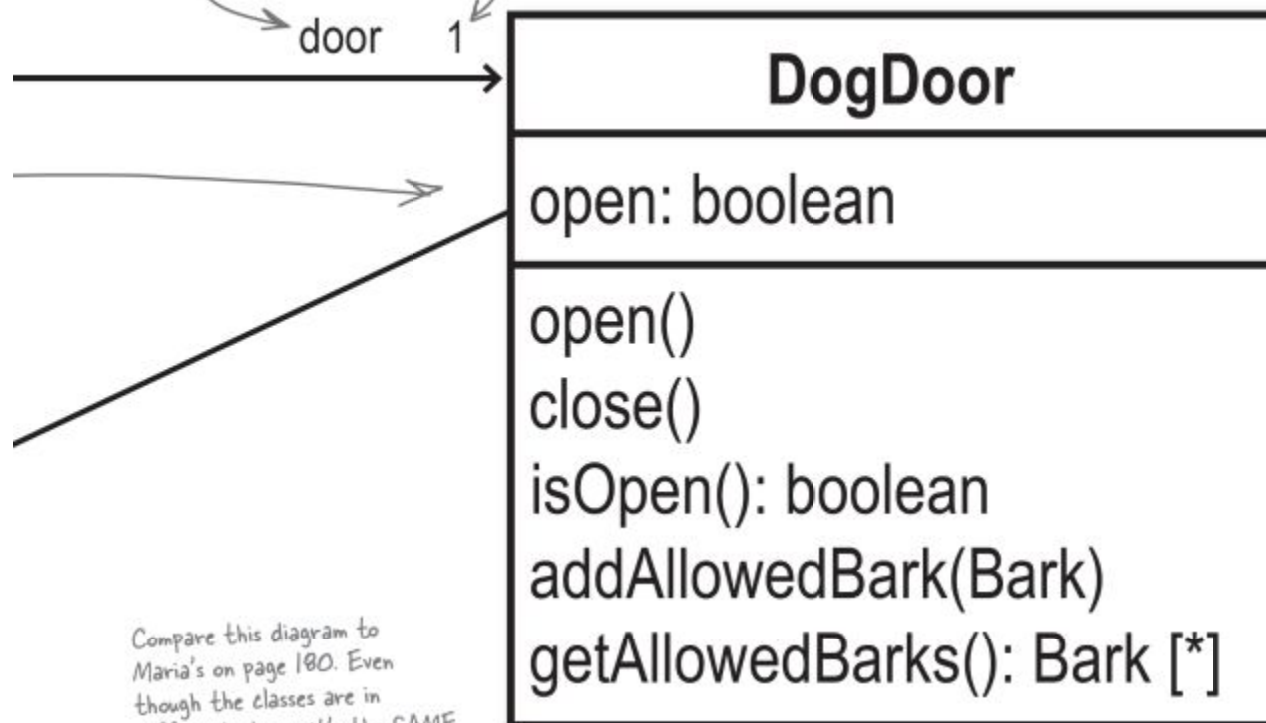 door 1
DogDoor
open: boolean
open()
close()
isOpen(): boolean
addAllowedBark(Bark)
getAllowedBarks(): Bark [*]
Compare this diagram to
Maria's on page 180. Even
though the classes are in
SAME